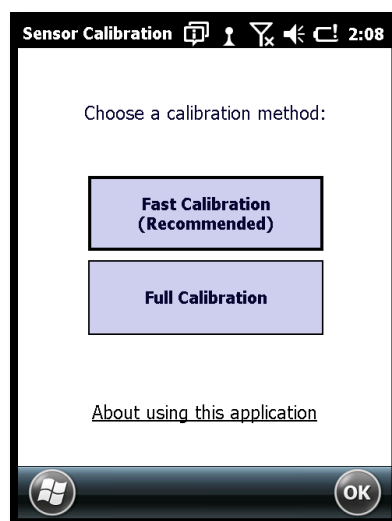 Sensor Calibration 2:08
Choose a calibration method:
Fast Calibration
(Recommended)
Full Calibration
About using this application
OK